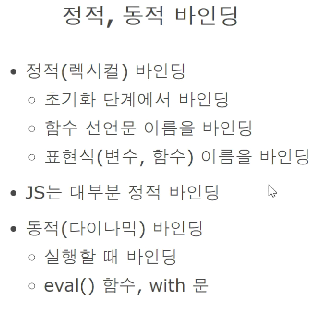 정적, 동적 바인딩
정적(렉시컬) 바인딩
초기화 단계에서 바인딩
함수 선언문 이름을 바인딩
표현식(변수, 함수) 이름을 바인딩
JS는 대부분 정적 바인딩
동적(다이나믹) 바인딩
실행할 때 바인딩
eval() 함수, with 문